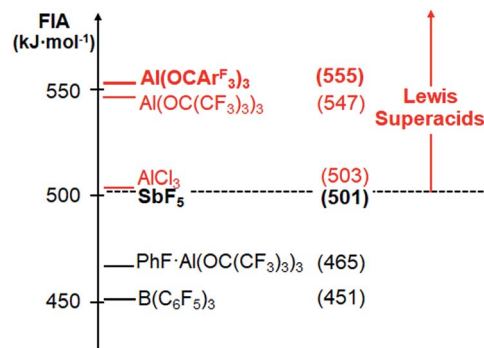 FIA
(kJ·mol⁻¹)
Al(OCArᶠ₃)₃ (555)
550
Al(OC(CF₃)₃)₃ (547)
Lewis
Superacids
AlCl₃ (503)
500
SbF₅ (501)
PhF·Al(OC(CF₃)₃)₃ (465)
450
B(C₆F₅)₃ (451)